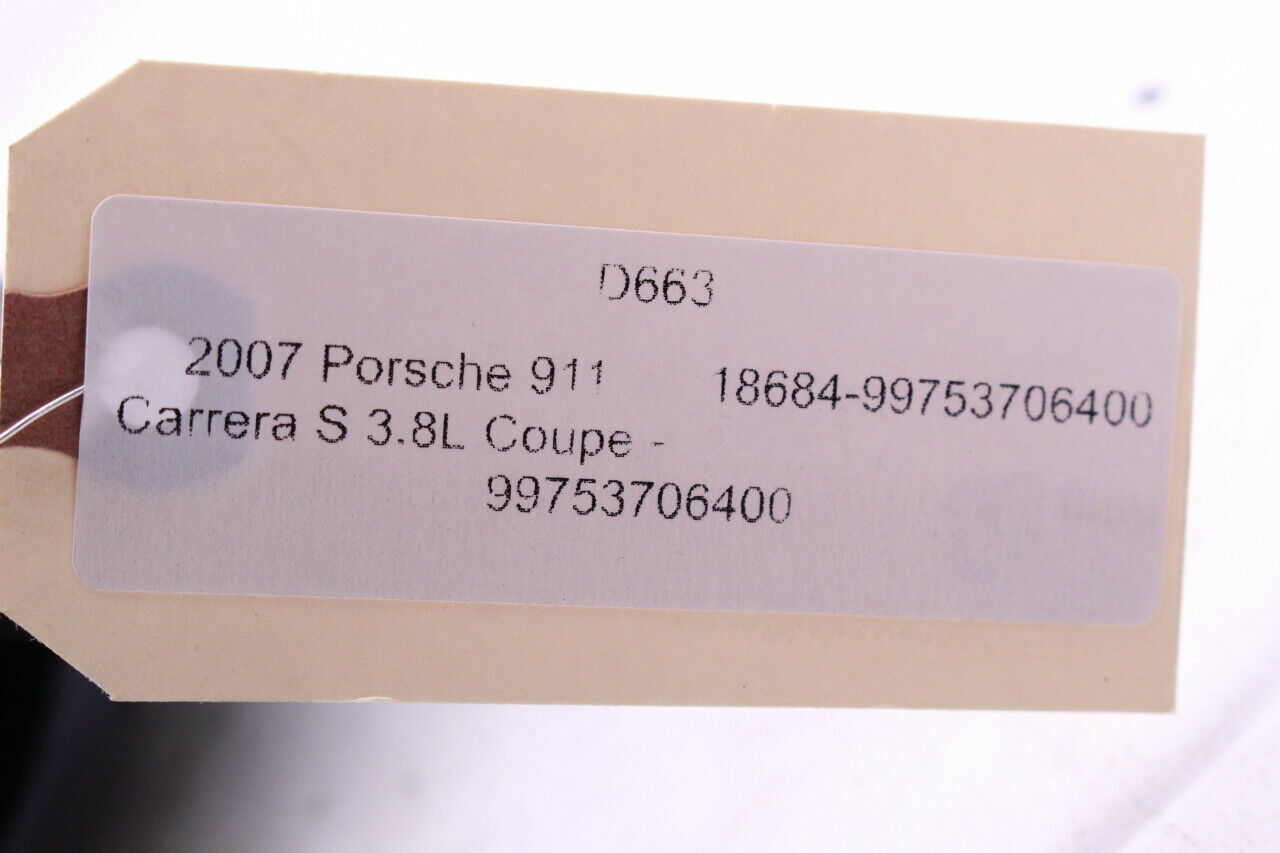 D663
2007 Porsche 911 18684-99753706400
Carrera S 3.8L Coupe -
99753706400